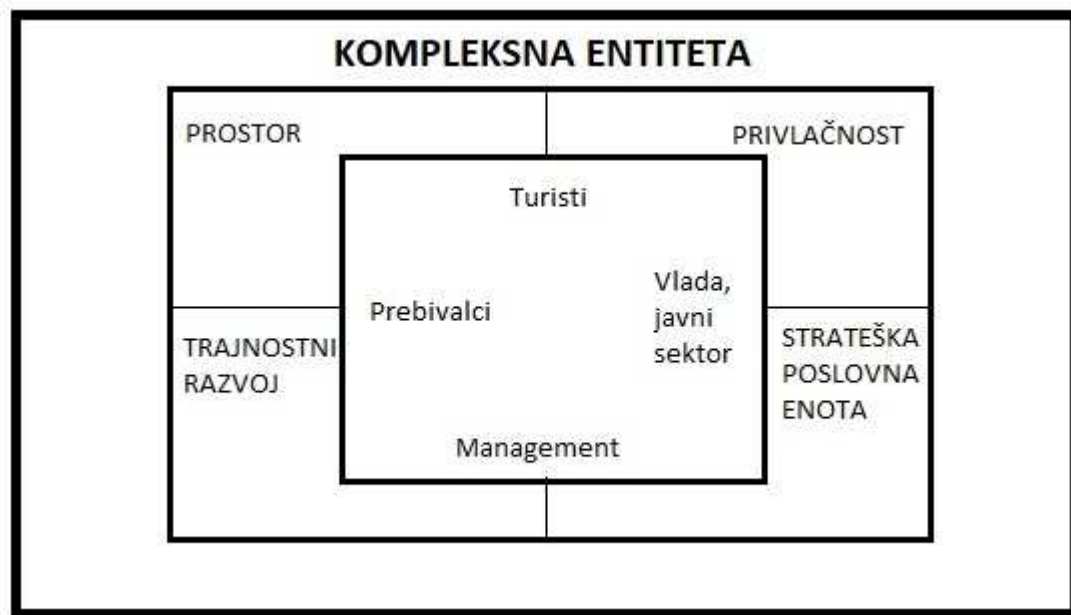 KOMPLEKSNA ENTITETA
PROSTOR
PRIVLAČNOST
Turisti
Prebivalci
Vlada,
javni
sektor
TRAJNOSTNI
RAZVOJ
STRATEŠKA
POSLOVNA
ENOTA
Management